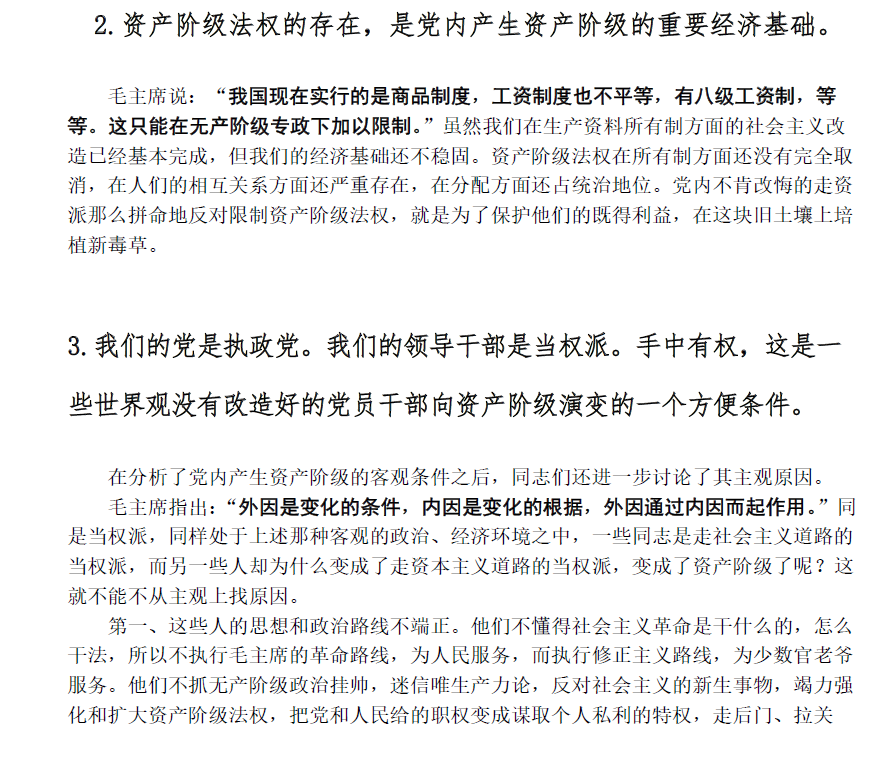 2.资产阶级法权的存在，是党内产生资产阶级的重要经济基础。
毛主席说：“我国现在实行的是商品制度，工资制度也不平等，有八级工资制，等
等。这只能在无产阶级专政下加以限制。”虽然我们在生产资料所有制方面的社会主义改
造已经基本完成，但我们的经济基础还不稳固。资产阶级法权在所有制方面还没有完全取
消，在人们的相互关系方面还严重存在，在分配方面还占统治地位。党内不肯改悔的走资
派那么拼命地反对限制资产阶级法权，就是为了保护他们的既得利益，在这块旧土壤上培
植新毒草。
3.我们的党是执政党。我们的领导干部是当权派。手中有权，这是一
些世界观没有改造好的党员干部向资产阶级演变的一个方便条件。
在分析了党内产生资产阶级的客观条件之后，同志们还进一步讨论了其主观原因。
毛主席指出：“外因是变化的条件，内因是变化的根据，外因通过内因而起作用。”同
是当权派，同样处于上述那种客观的政治、经济环境之中，一些同志是走社会主义道路的
当权派，而另一些人却为什么变成了走资本主义道路的当权派，变成了资产阶级了呢？这
就不能不从主观上找原因。
第一、这些人的思想和政治路线不端正。他们不懂得社会主义革命是干什么的，怎么
干法，所以不执行毛主席的革命路线，为人民服务，而执行修正主义路线，为少数官老爷
服务。他们不抓无产阶级政治挂帅，迷信唯生产力论，反对社会主义的新生事物，竭力强
化和扩大资产阶级法权，把党和人民给的职权变成谋取个人私利的特权，走后门、拉关